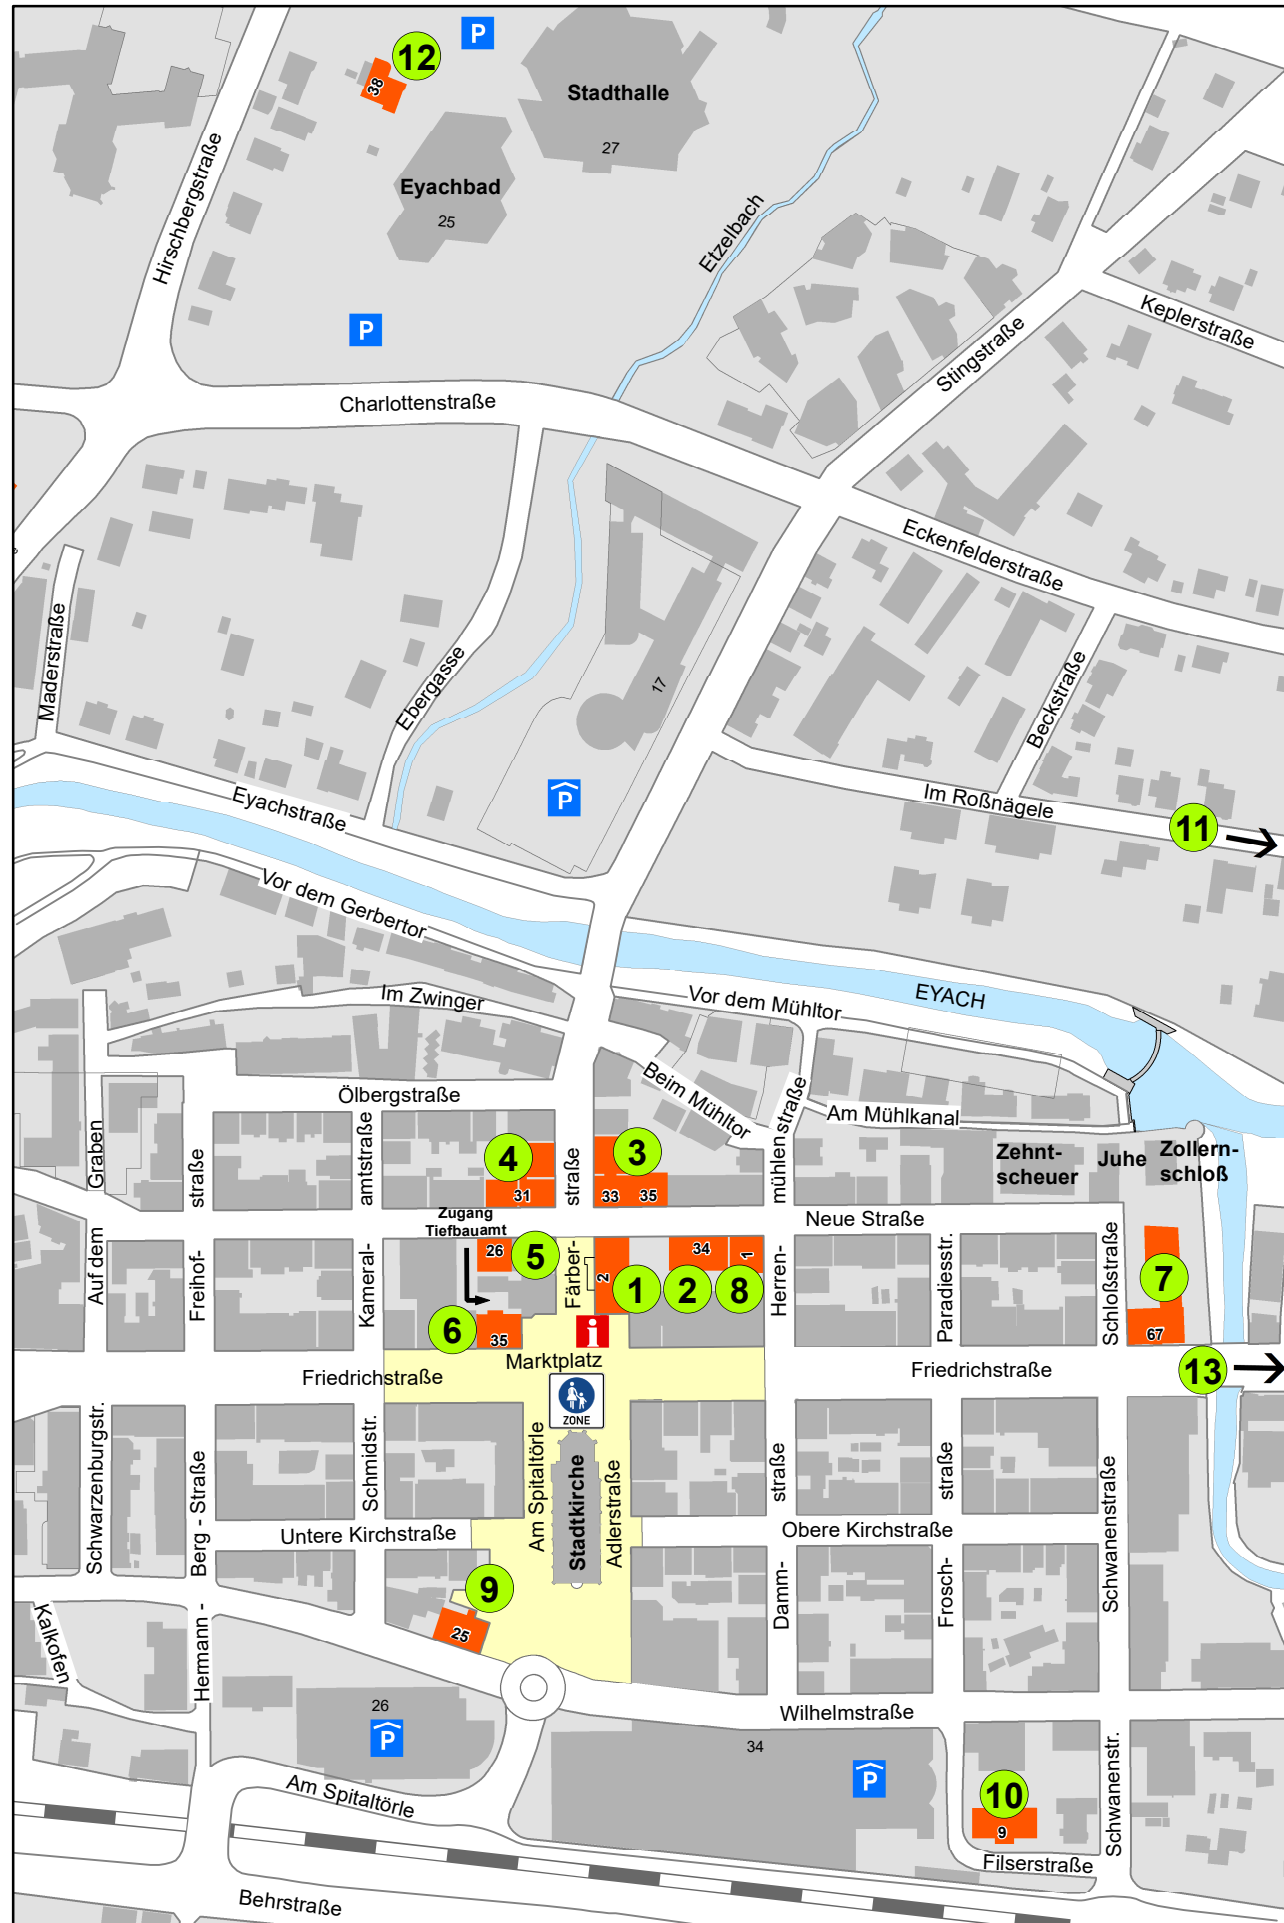 P
12
38
Stadthalle
27
Eyachbad
25
Hirschbergstraße
Etzelbach
P
Keplerstraße
Stingstraße
Charlottenstraße
Eckenfelderstraße
Maderstraße
Ebergasse
17
Beckstraße
P
Eyachstraße
Im Roßnägele
11
Vor dem Gerbertor
Im Zwinger
Vor dem Mühltor
EYACH
Ölbergstraße
Beim Mühltor
Am Mühlkanal
Graben
straße
amtstraße
4
31
straße
3
33
35
mühlenstraße
Zehnt-
scheuer
Juhe
Zollern-
schloß
Zugang
Tiefbauamt
Neue Straße
Auf dem
Freihof-
Kameral-
26
5
Färber-
2
1
34
2
1
8
Herren-
Paradiesstr.
Schloßstraße
7
67
6
35
i
Marktplatz
Friedrichstraße
Friedrichstraße
13
ZONE
Schwarzenburgstr.
Berg - Straße
Schmidstr.
Am Spitaltörle
Stadtkirche
Adlerstraße
straße
straße
Schwanenstraße
Untere Kirchstraße
Obere Kirchstraße
9
25
Damm-
Frosch-
Kalkofen
Hermann -
26
P
Wilhelmstraße
34
P
Am Spitaltörle
10
9
Schwanenstr.
Filserstraße
Behrstraße